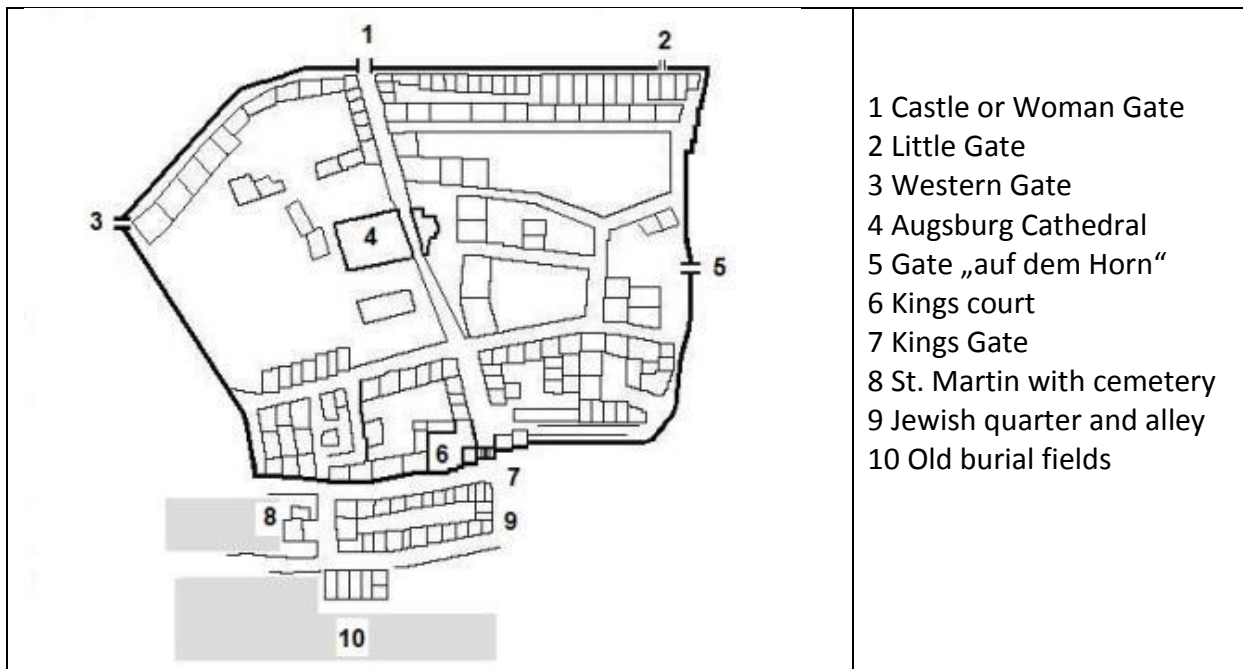 1
2
3
4
5
6
7
8
9
10
1 Castle or Woman Gate
2 Little Gate
3 Western Gate
4 Augsburg Cathedral
5 Gate „auf dem Horn“
6 Kings court
7 Kings Gate
8 St. Martin with cemetery
9 Jewish quarter and alley
10 Old burial fields